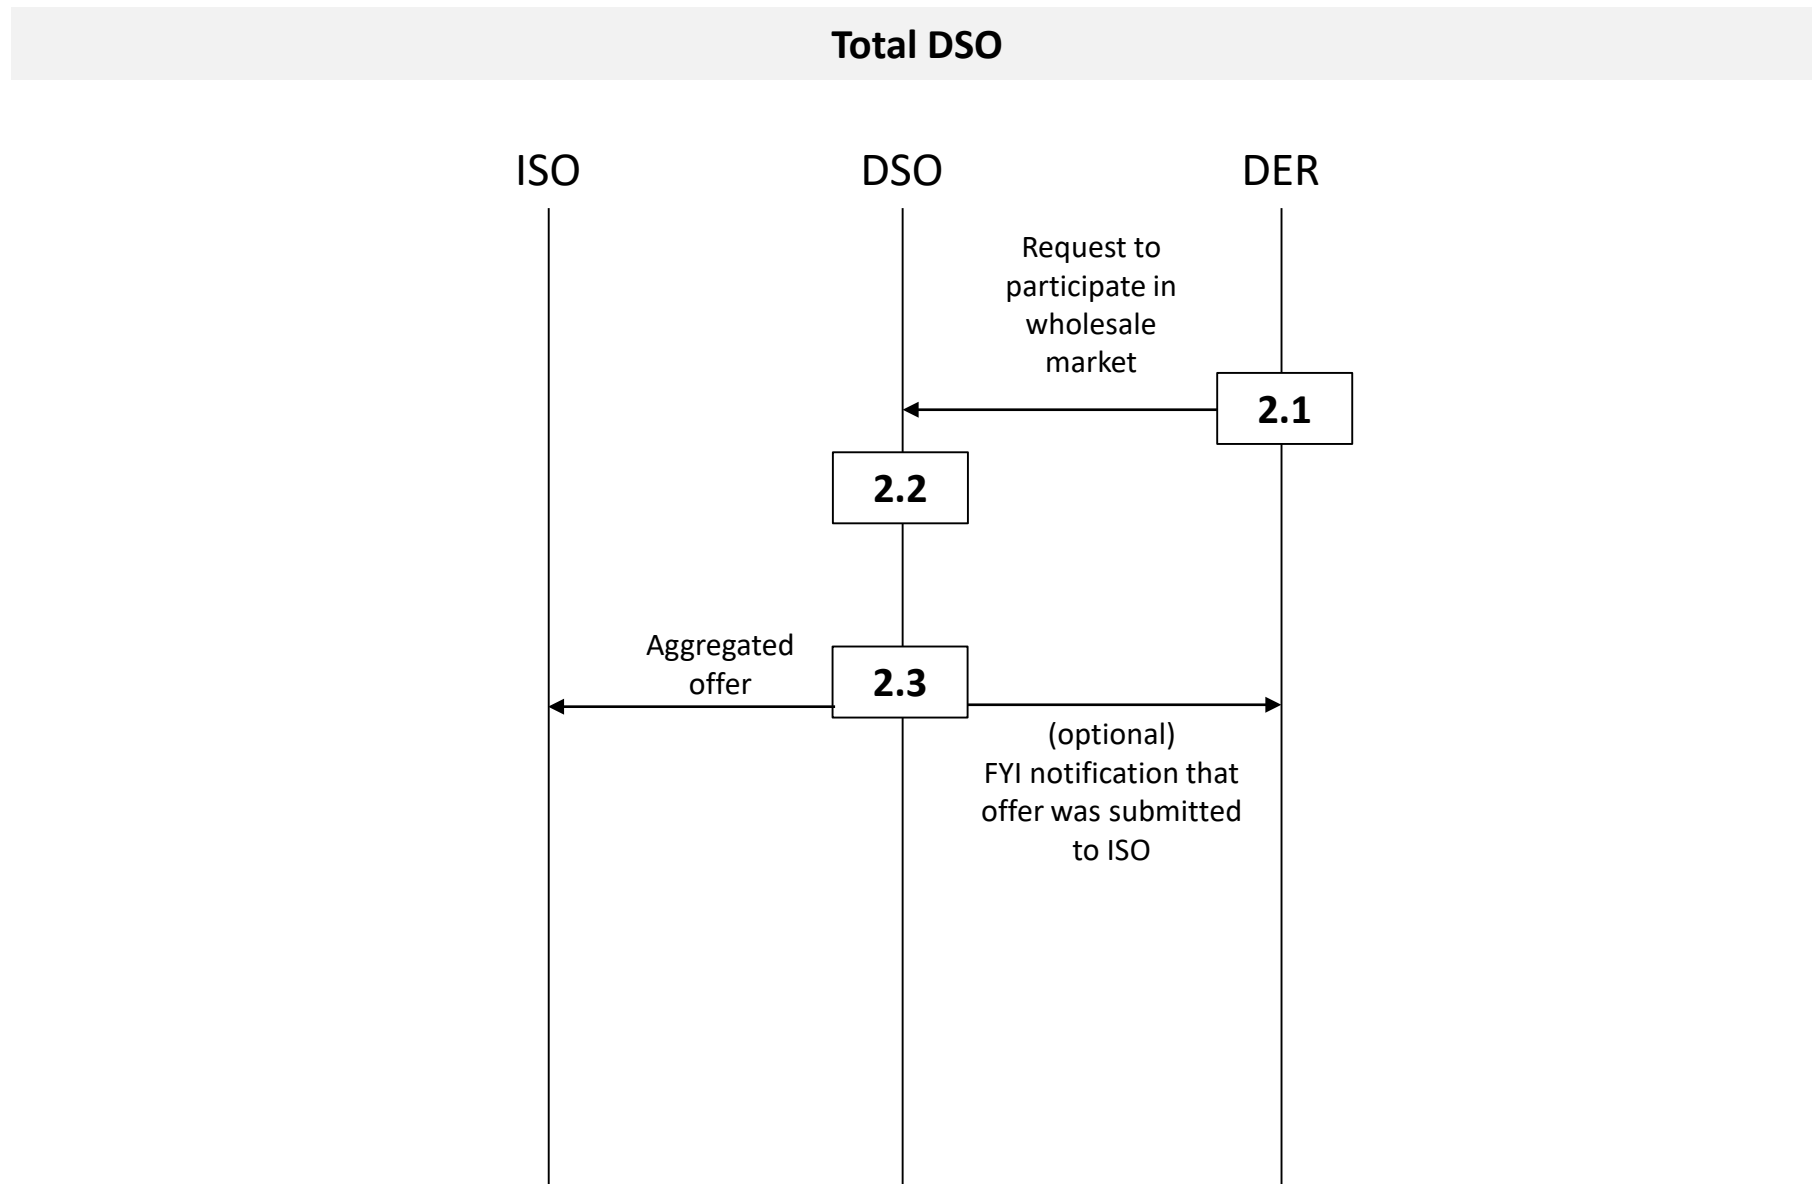 Total DSO
ISO
DSO
DER
Request to
participate in
wholesale
market
2.1
2.2
Aggregated
offer
2.3
(optional)
FYI notification that
offer was submitted
to ISO